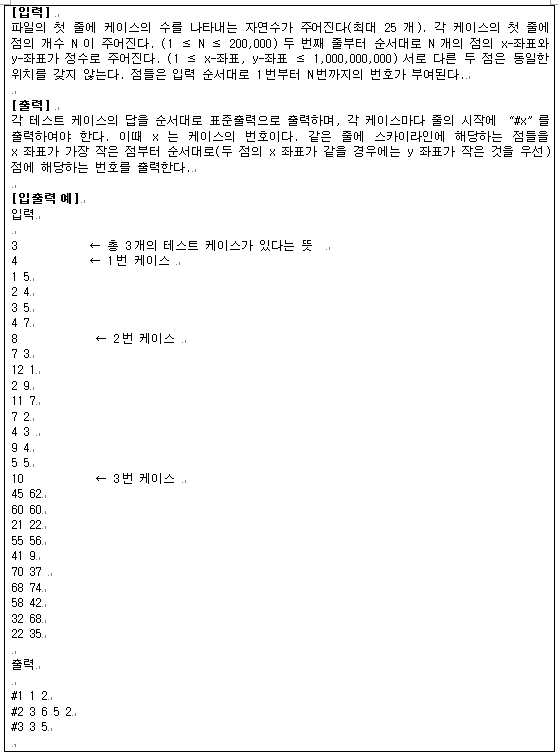 [입력]
파일의 첫 줄에 케이스의 수를 나타내는 자연수가 주어진다(최대 25 개). 각 케이스의 첫 줄에
점의 개수 N 이 주어진다. (1 ≤ N ≤ 200,000) 두 번째 줄부터 순서대로 N 개의 점의 x-좌표와
y-좌표가 정수로 주어진다. (1 ≤ x-좌표, y-좌표 ≤ 1,000,000,000) 서로 다른 두 점은 동일한
위치를 갖지 않는다. 점들은 입력 순서대로 1번부터 N번까지의 번호가 부여된다.
[출력]
각 테스트 케이스의 답을 순서대로 표준출력으로 출력하며, 각 케이스마다 줄의 시작에 “#x”를
출력하여야 한다. 이때 x 는 케이스의 번호이다. 같은 줄에 스카이라인에 해당하는 점들을
x 좌표가 가장 작은 점부터 순서대로(두 점의 x 좌표가 같을 경우에는 y 좌표가 작은 것을 우선)
점에 해당하는 번호를 출력한다.
[입출력 예]
입력
3 ← 총 3개의 테스트 케이스가 있다는 뜻
4 ← 1번 케이스
1 5
2 4
3 5
4 7
8 ← 2번 케이스
7 3
12 1
2 9
11 7
7 2
4 3
9 4
5 5
10 ← 3번 케이스
45 62
60 60
21 22
55 56
41 9
70 37
68 74
58 42
32 68
22 35
출력
#1 1 2
#2 3 6 5 2
#3 3 5